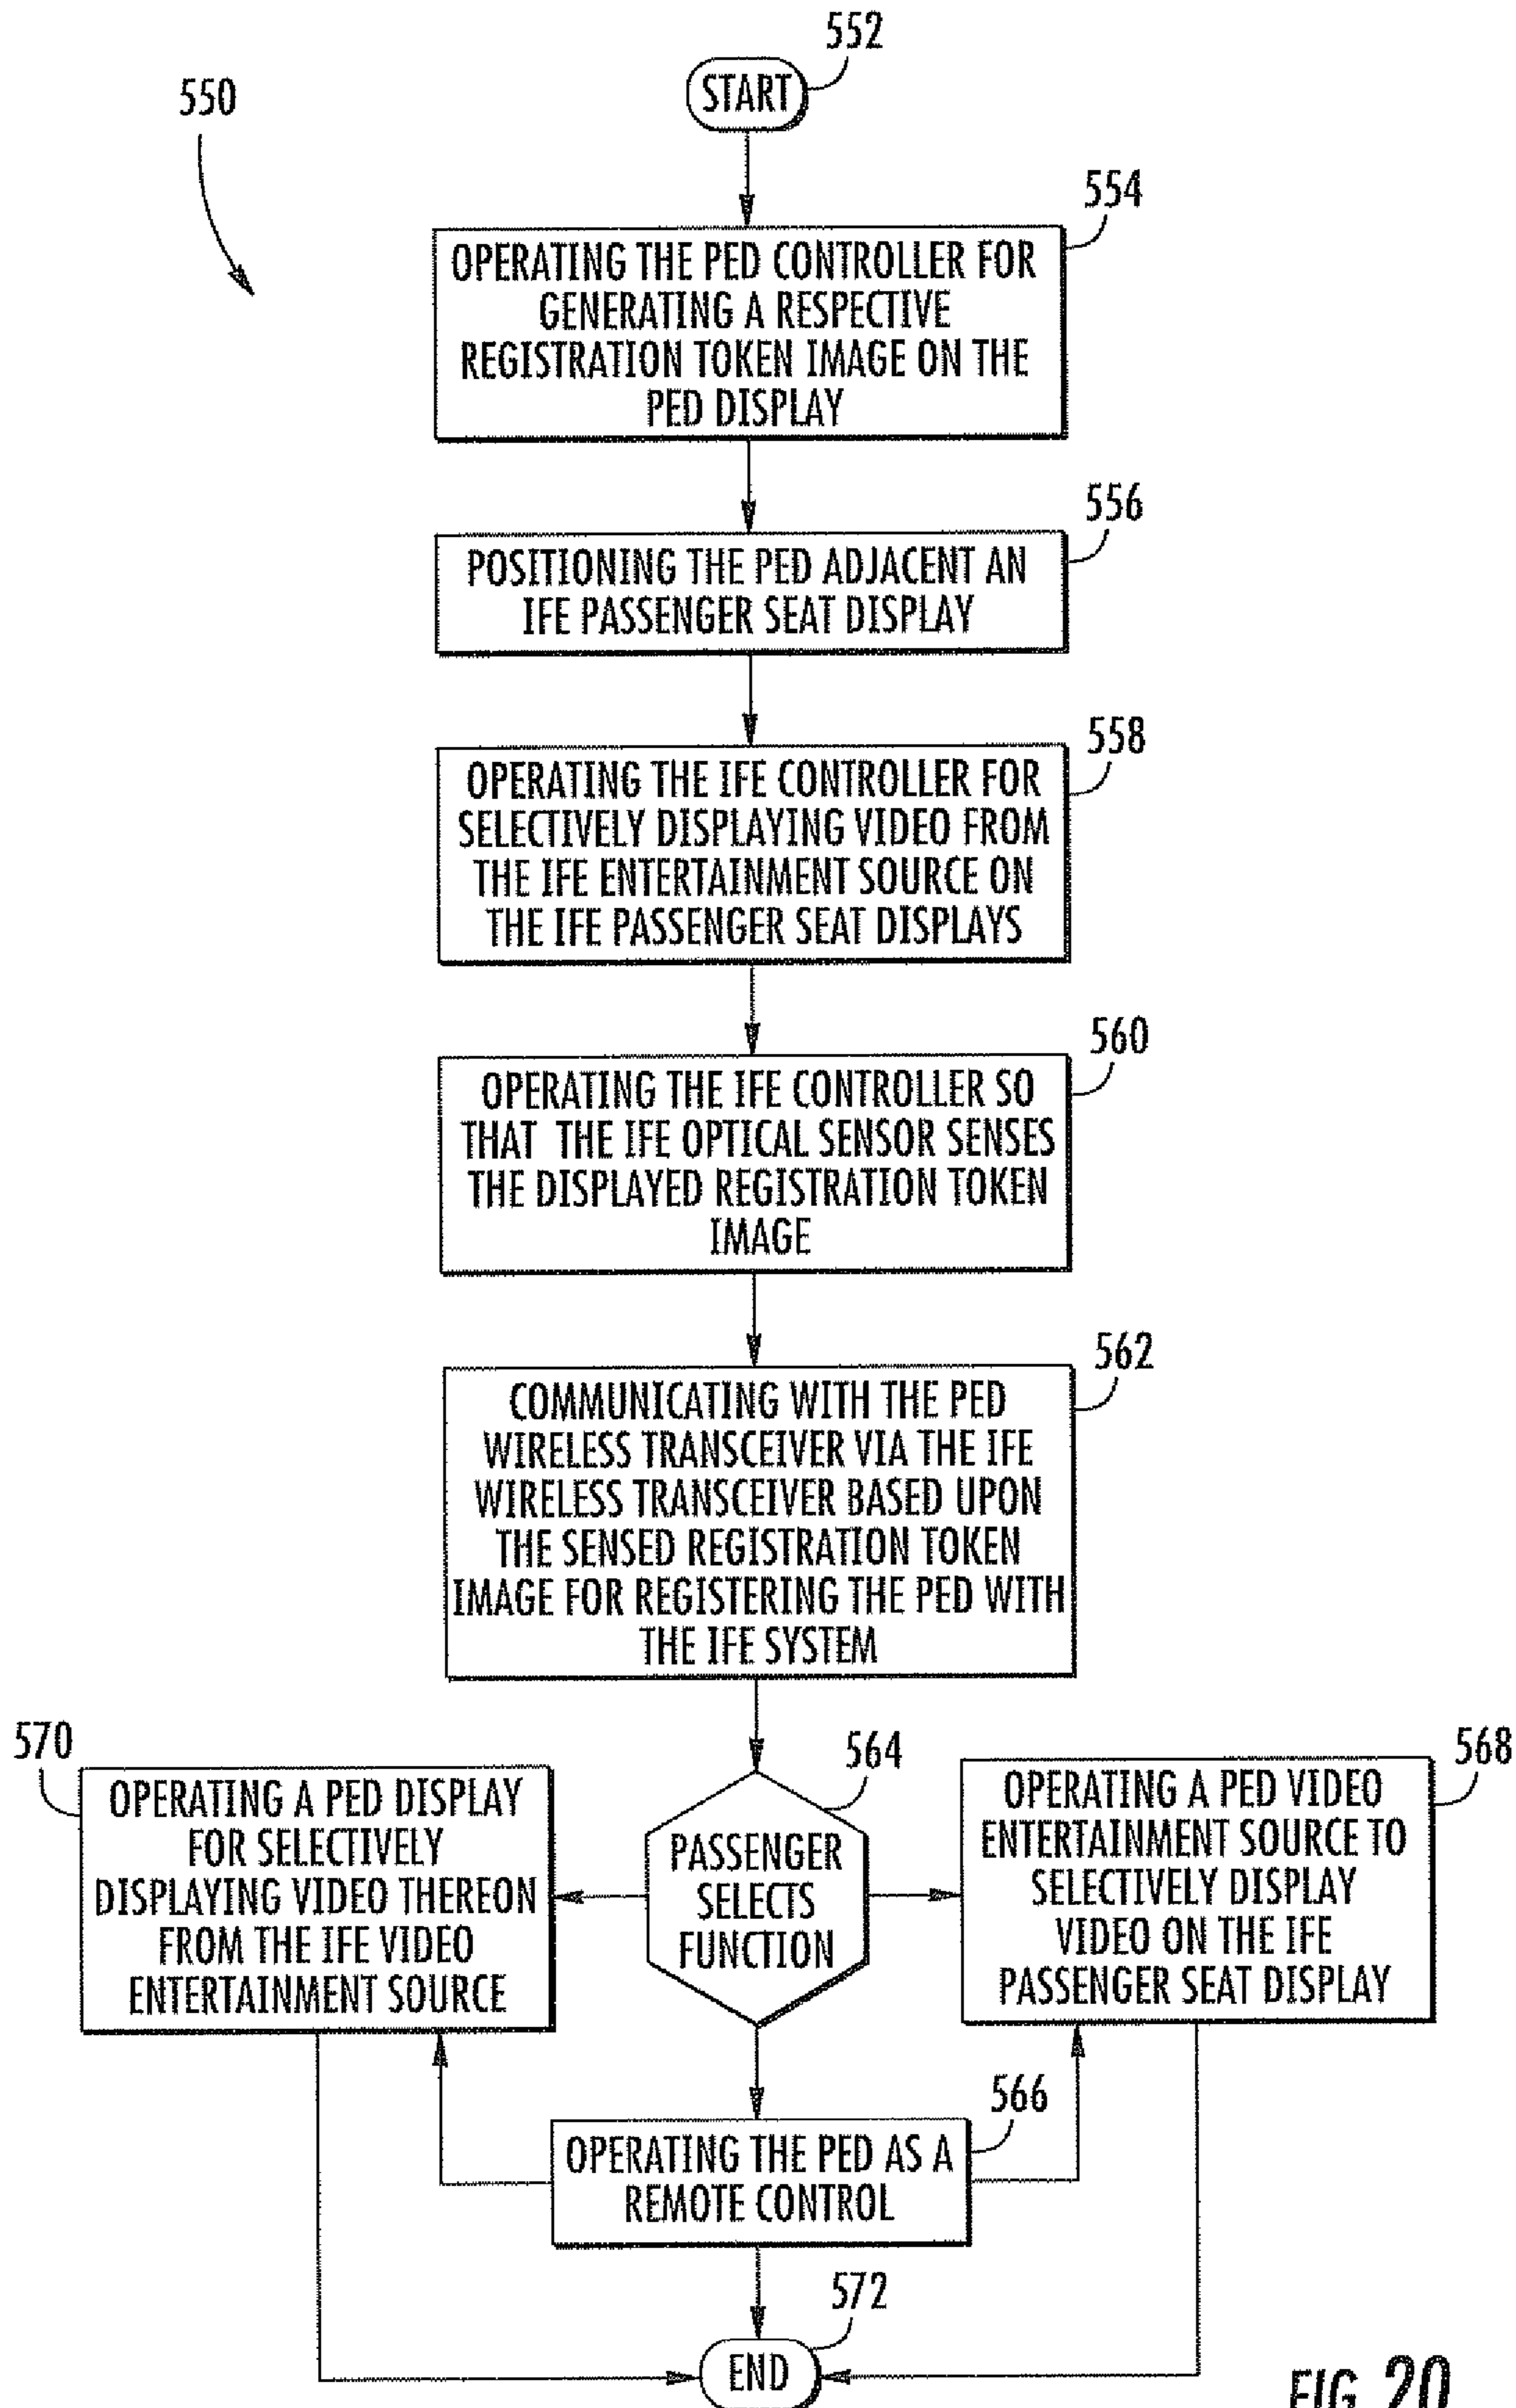 552
START
550
554
OPERATING THE PED CONTROLLER FOR
GENERATING A RESPECTIVE
REGISTRATION TOKEN IMAGE ON THE
PED DISPLAY
556
POSITIONING THE PED ADJACENT AN
IFE PASSENGER SEAT DISPLAY
558
OPERATING THE IFE CONTROLLER FOR
SELECTIVELY DISPLAYING VIDEO FROM
THE IFE ENTERTAINMENT SOURCE ON
THE IFE PASSENGER SEAT DISPLAYS
560
OPERATING THE IFE CONTROLLER SO
THAT THE IFE OPTICAL SENSOR SENSES
THE DISPLAYED REGISTRATION TOKEN
IMAGE
562
COMMUNICATING WITH THE PED
WIRELESS TRANSCEIVER VIA THE IFE
WIRELESS TRANSCEIVER BASED UPON
THE SENSED REGISTRATION TOKEN
IMAGE FOR REGISTERING THE PED WITH
THE IFE SYSTEM
570
OPERATING A PED DISPLAY
FOR SELECTIVELY
DISPLAYING VIDEO THEREON
FROM THE IFE VIDEO
ENTERTAINMENT SOURCE
564
PASSENGER
SELECTS
FUNCTION
568
OPERATING A PED VIDEO
ENTERTAINMENT SOURCE TO
SELECTIVELY DISPLAY
VIDEO ON THE IFE
PASSENGER SEAT DISPLAY
566
OPERATING THE PED AS A
REMOTE CONTROL
572
END
FIG. 20